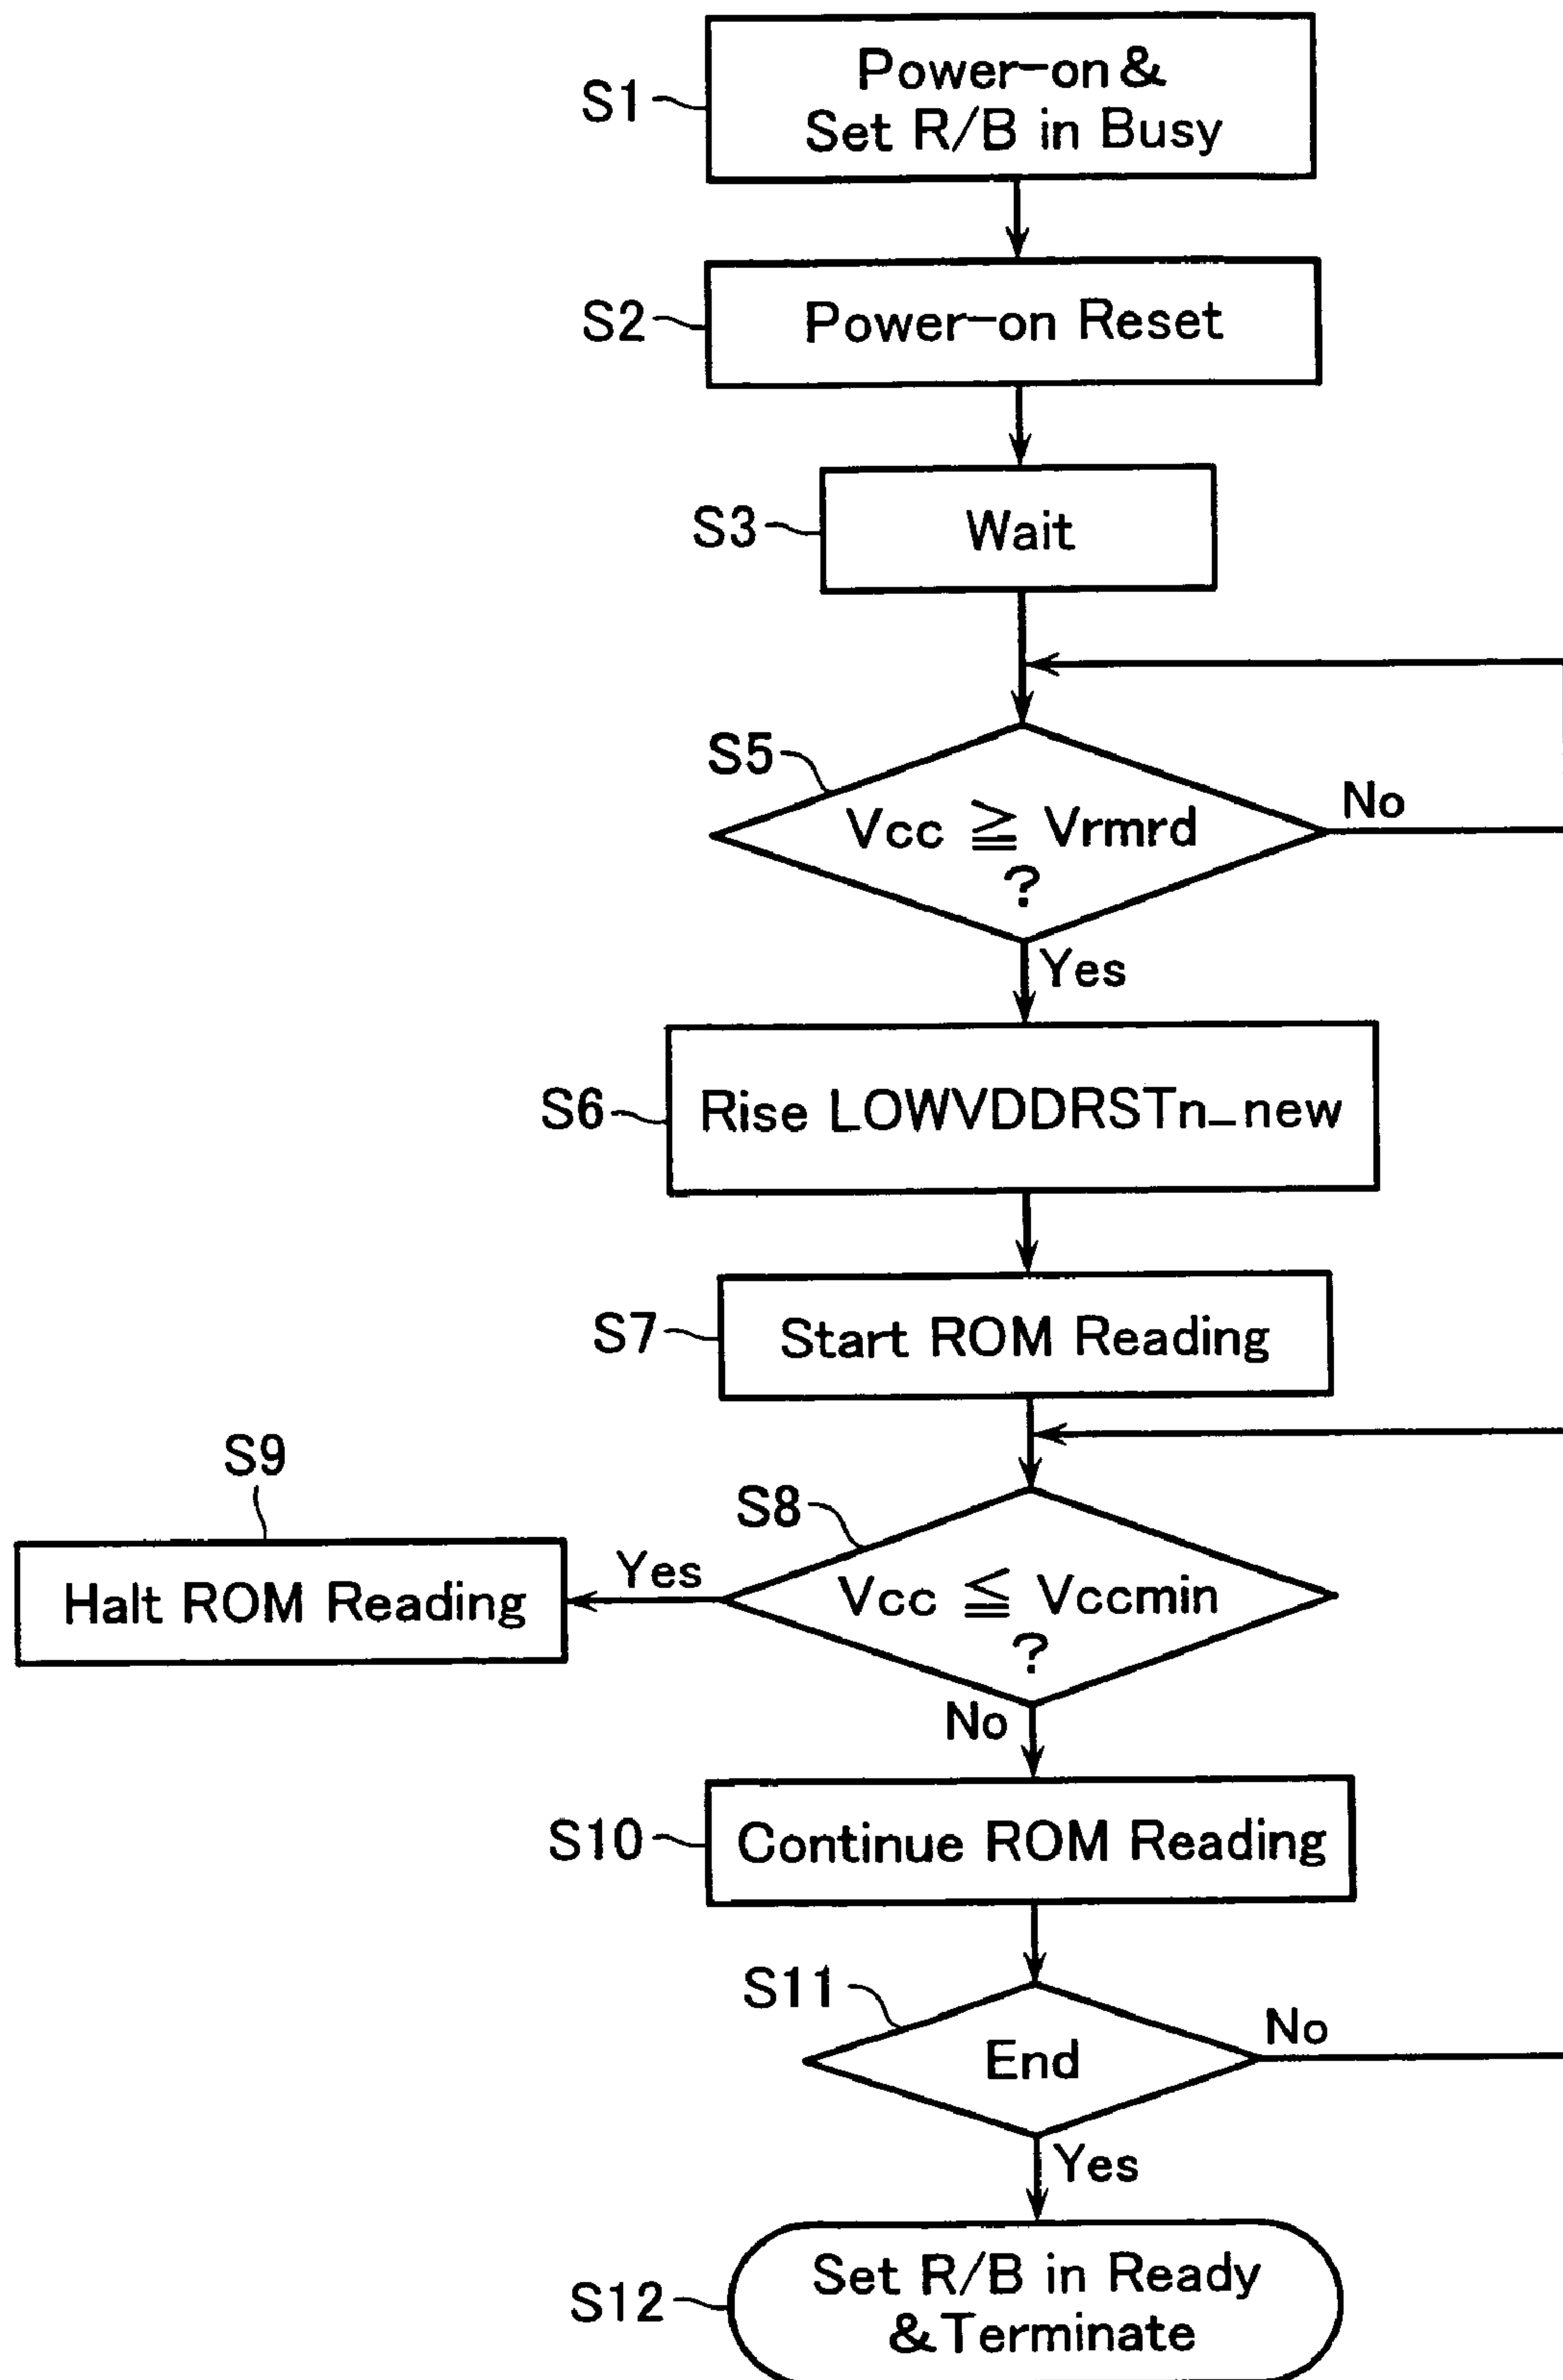 S1
Power-on &
Set R/B in Busy
S2
Power-on Reset
S3
Wait
S5
Vcc ≧ Vrmrd
?
No
Yes
S6
Rise LOWVDDRSTn_new
S7
Start ROM Reading
S9
Halt ROM Reading
Yes
S8
Vcc ≦ Vccmin
?
No
S10
Continue ROM Reading
S11
End
No
Yes
S12
Set R/B in Ready
&Terminate